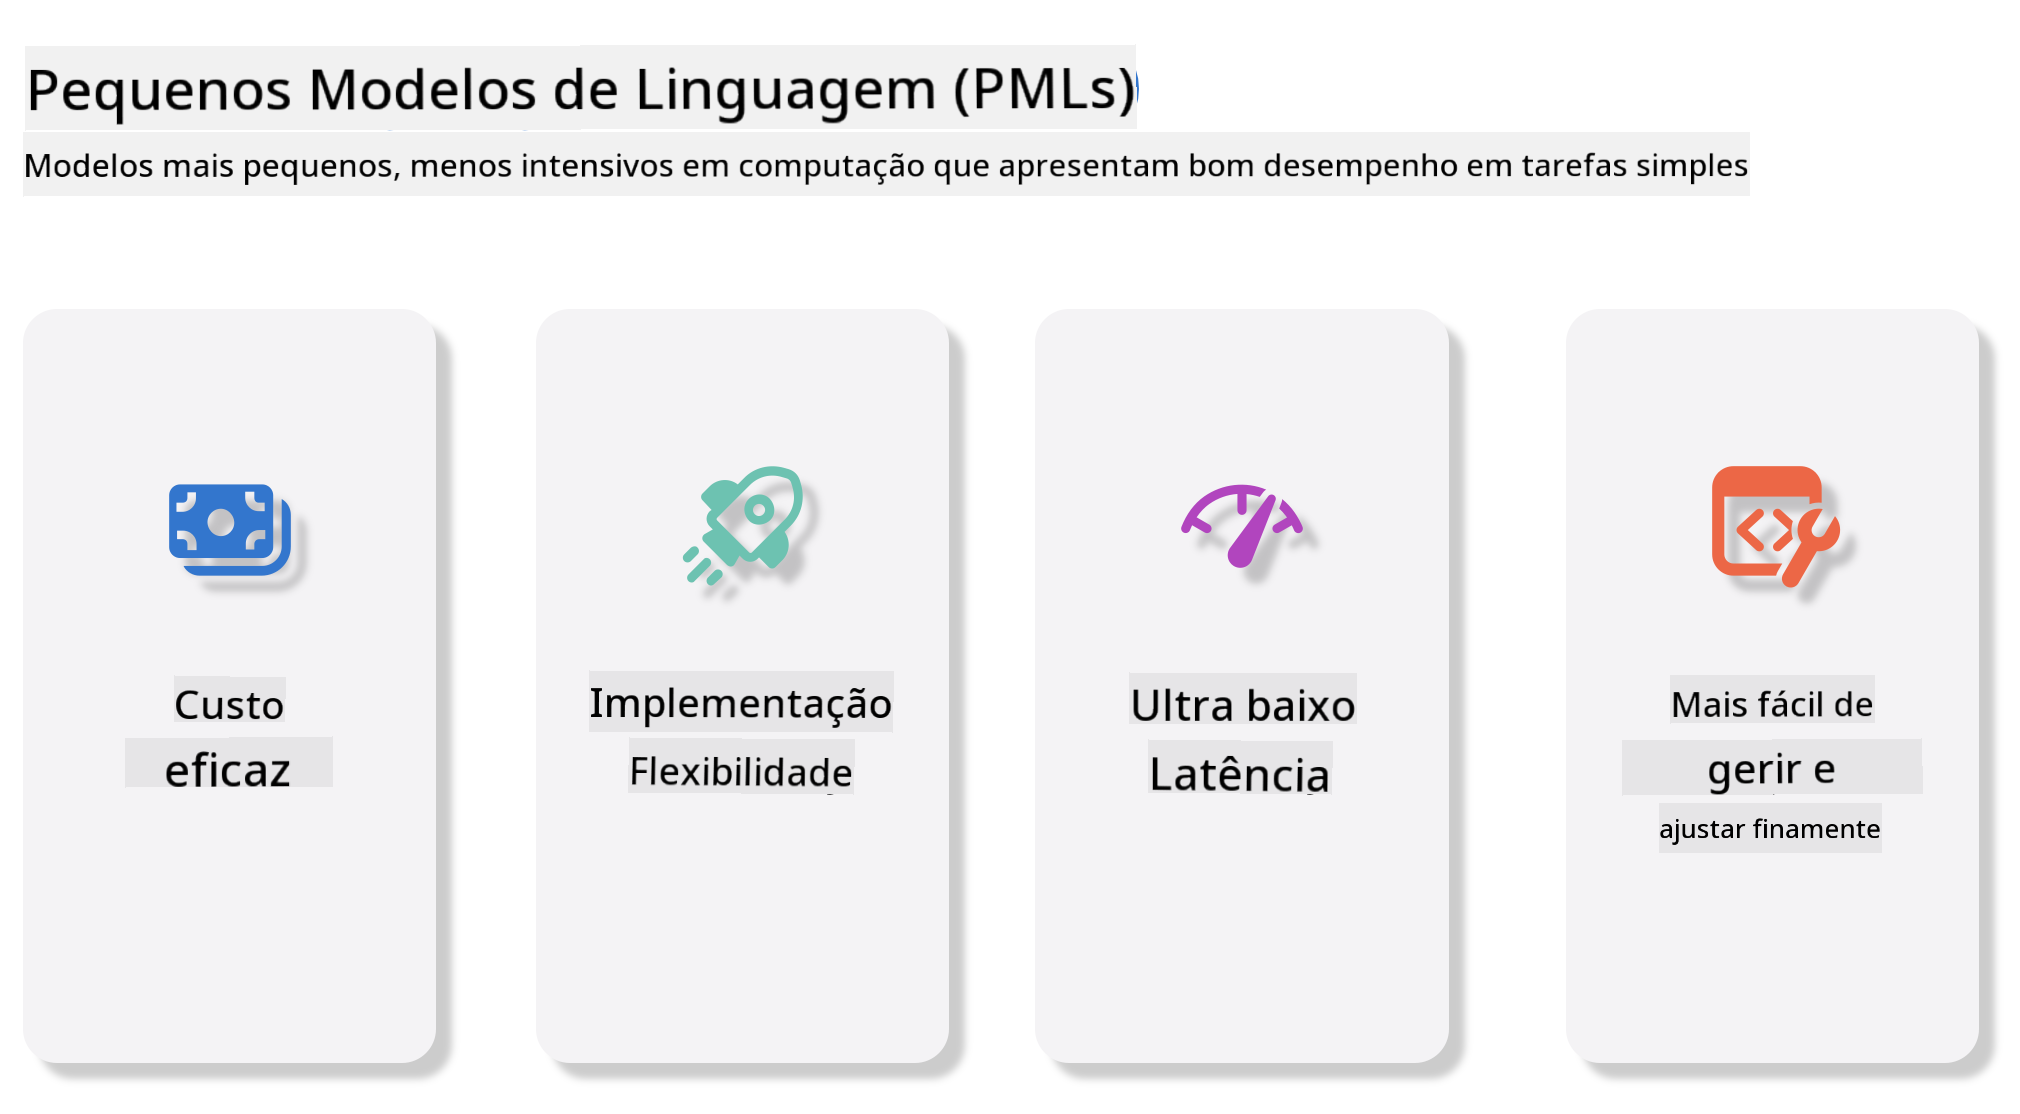 Pequenos Modelos de Linguagem (PMLs)
Modelos mais pequenos, menos intensivos em computação que apresentam bom desempenho em tarefas simples
Custo
eficaz
Implementação
Flexibilidade
Ultra baixo
Latência
Mais fácil de
gerir e
ajustar finamente